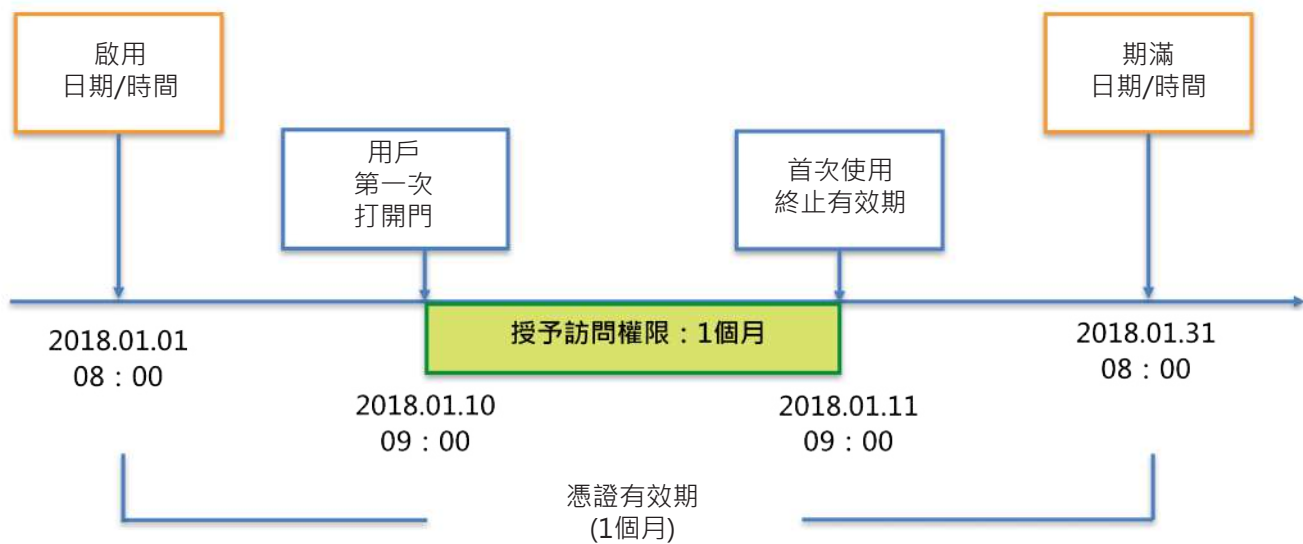 啟用
日期/時間
期滿
日期/時間
用戶
第一次
打開門
首次使用
終止有效期
授予訪問權限：1個月
2018.01.01
08：00
2018.01.10
09：00
2018.01.11
09：00
2018.01.31
08：00
憑證有效期
(1個月)